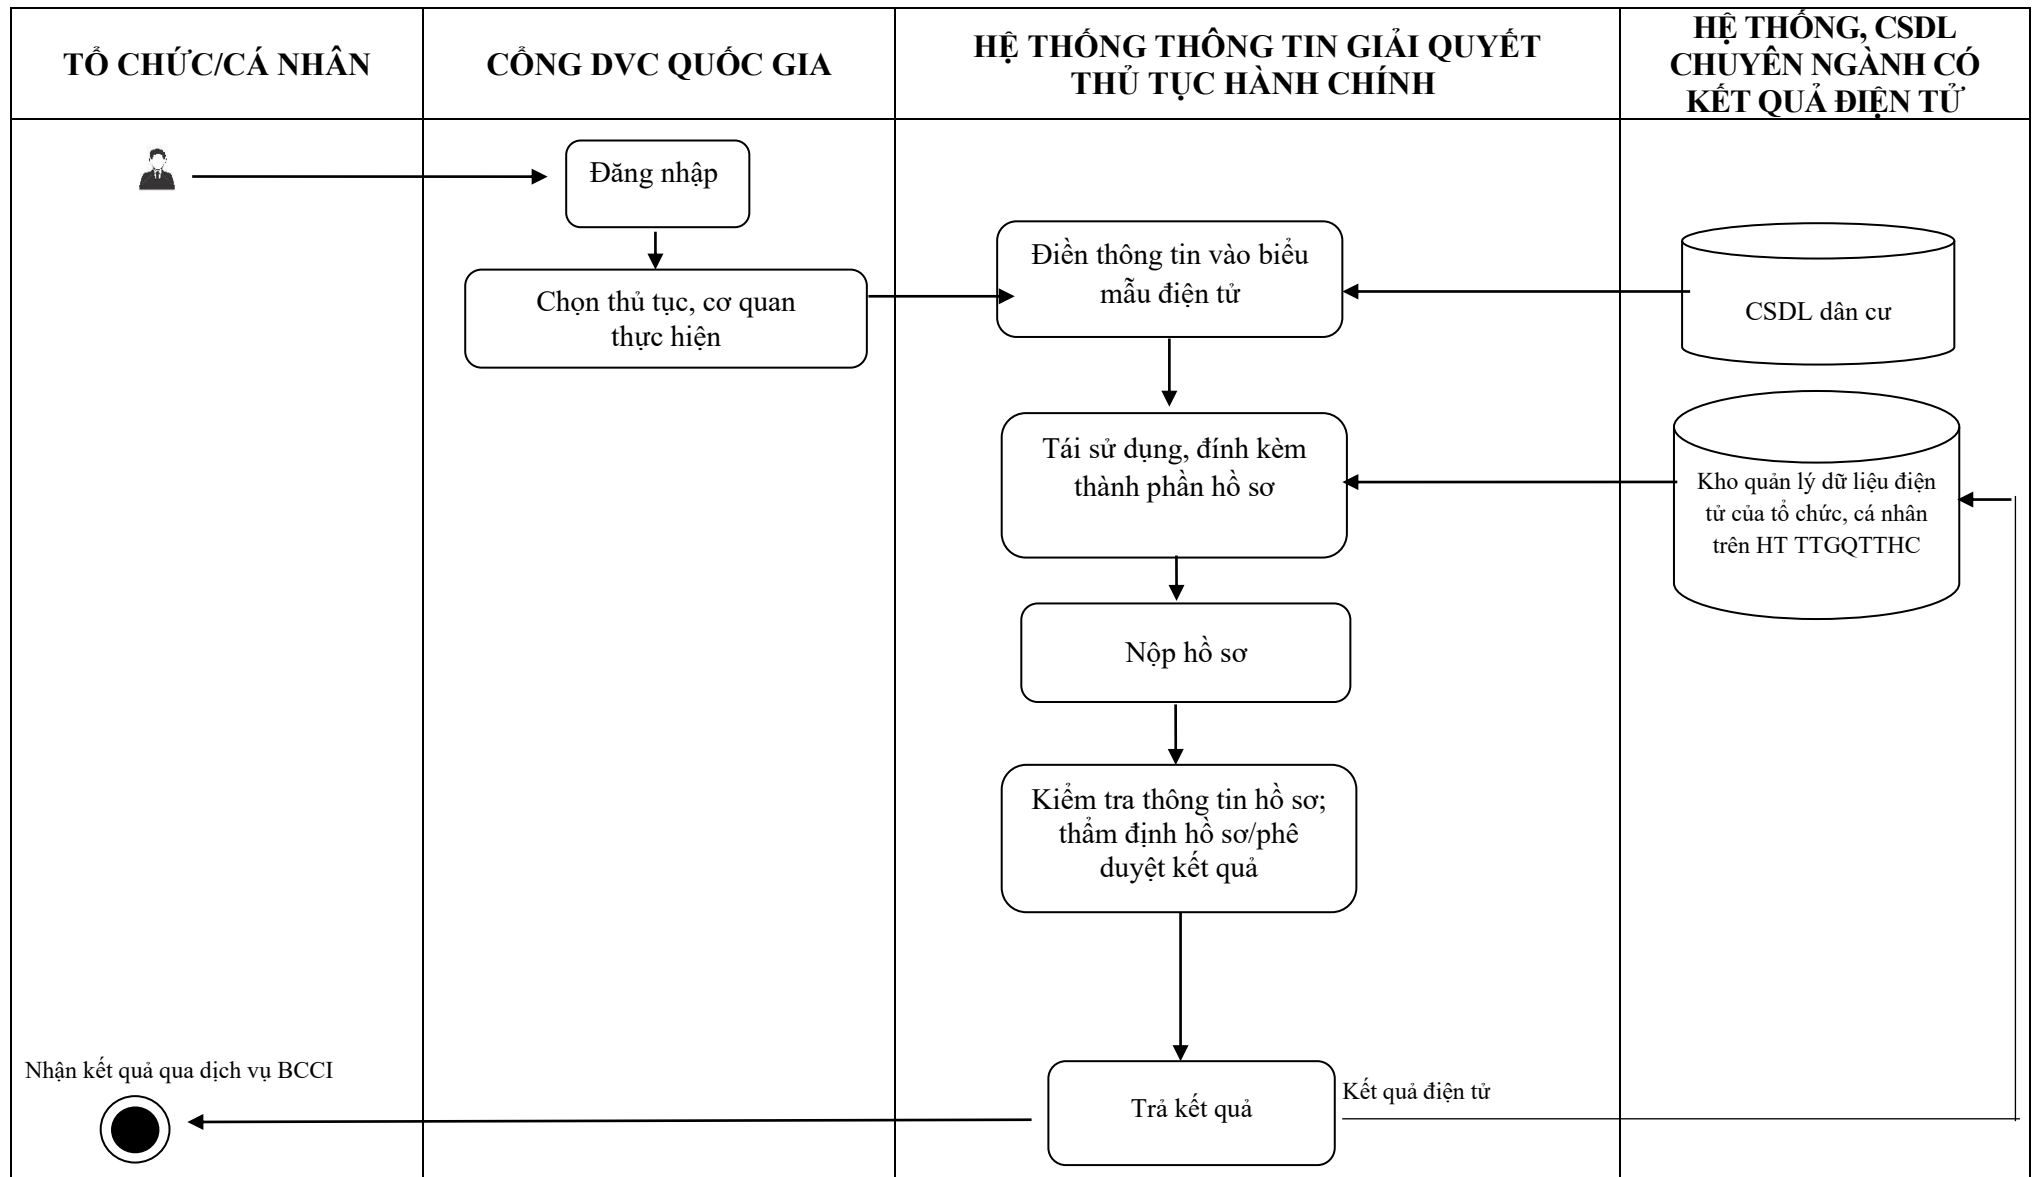 TỔ CHỨC/CÁ NHÂN
CỔNG DVC QUỐC GIA
HỆ THỐNG THÔNG TIN GIẢI QUYẾT
THỦ TỤC HÀNH CHÍNH
HỆ THỐNG, CSDL
CHUYÊN NGÀNH CÓ
KẾT QUẢ ĐIỆN TỬ
Đăng nhập
Chọn thủ tục, cơ quan
thực hiện
Điền thông tin vào biểu
mẫu điện tử
CSDL dân cư
Tái sử dụng, đính kèm
thành phần hồ sơ
Kho quản lý dữ liệu điện
tử của tổ chức, cá nhân
trên HT TTGQTTHC
Nộp hồ sơ
Kiểm tra thông tin hồ sơ;
thẩm định hồ sơ/phê
duyệt kết quả
Nhận kết quả qua dịch vụ BCCI
Trả kết quả
Kết quả điện tử